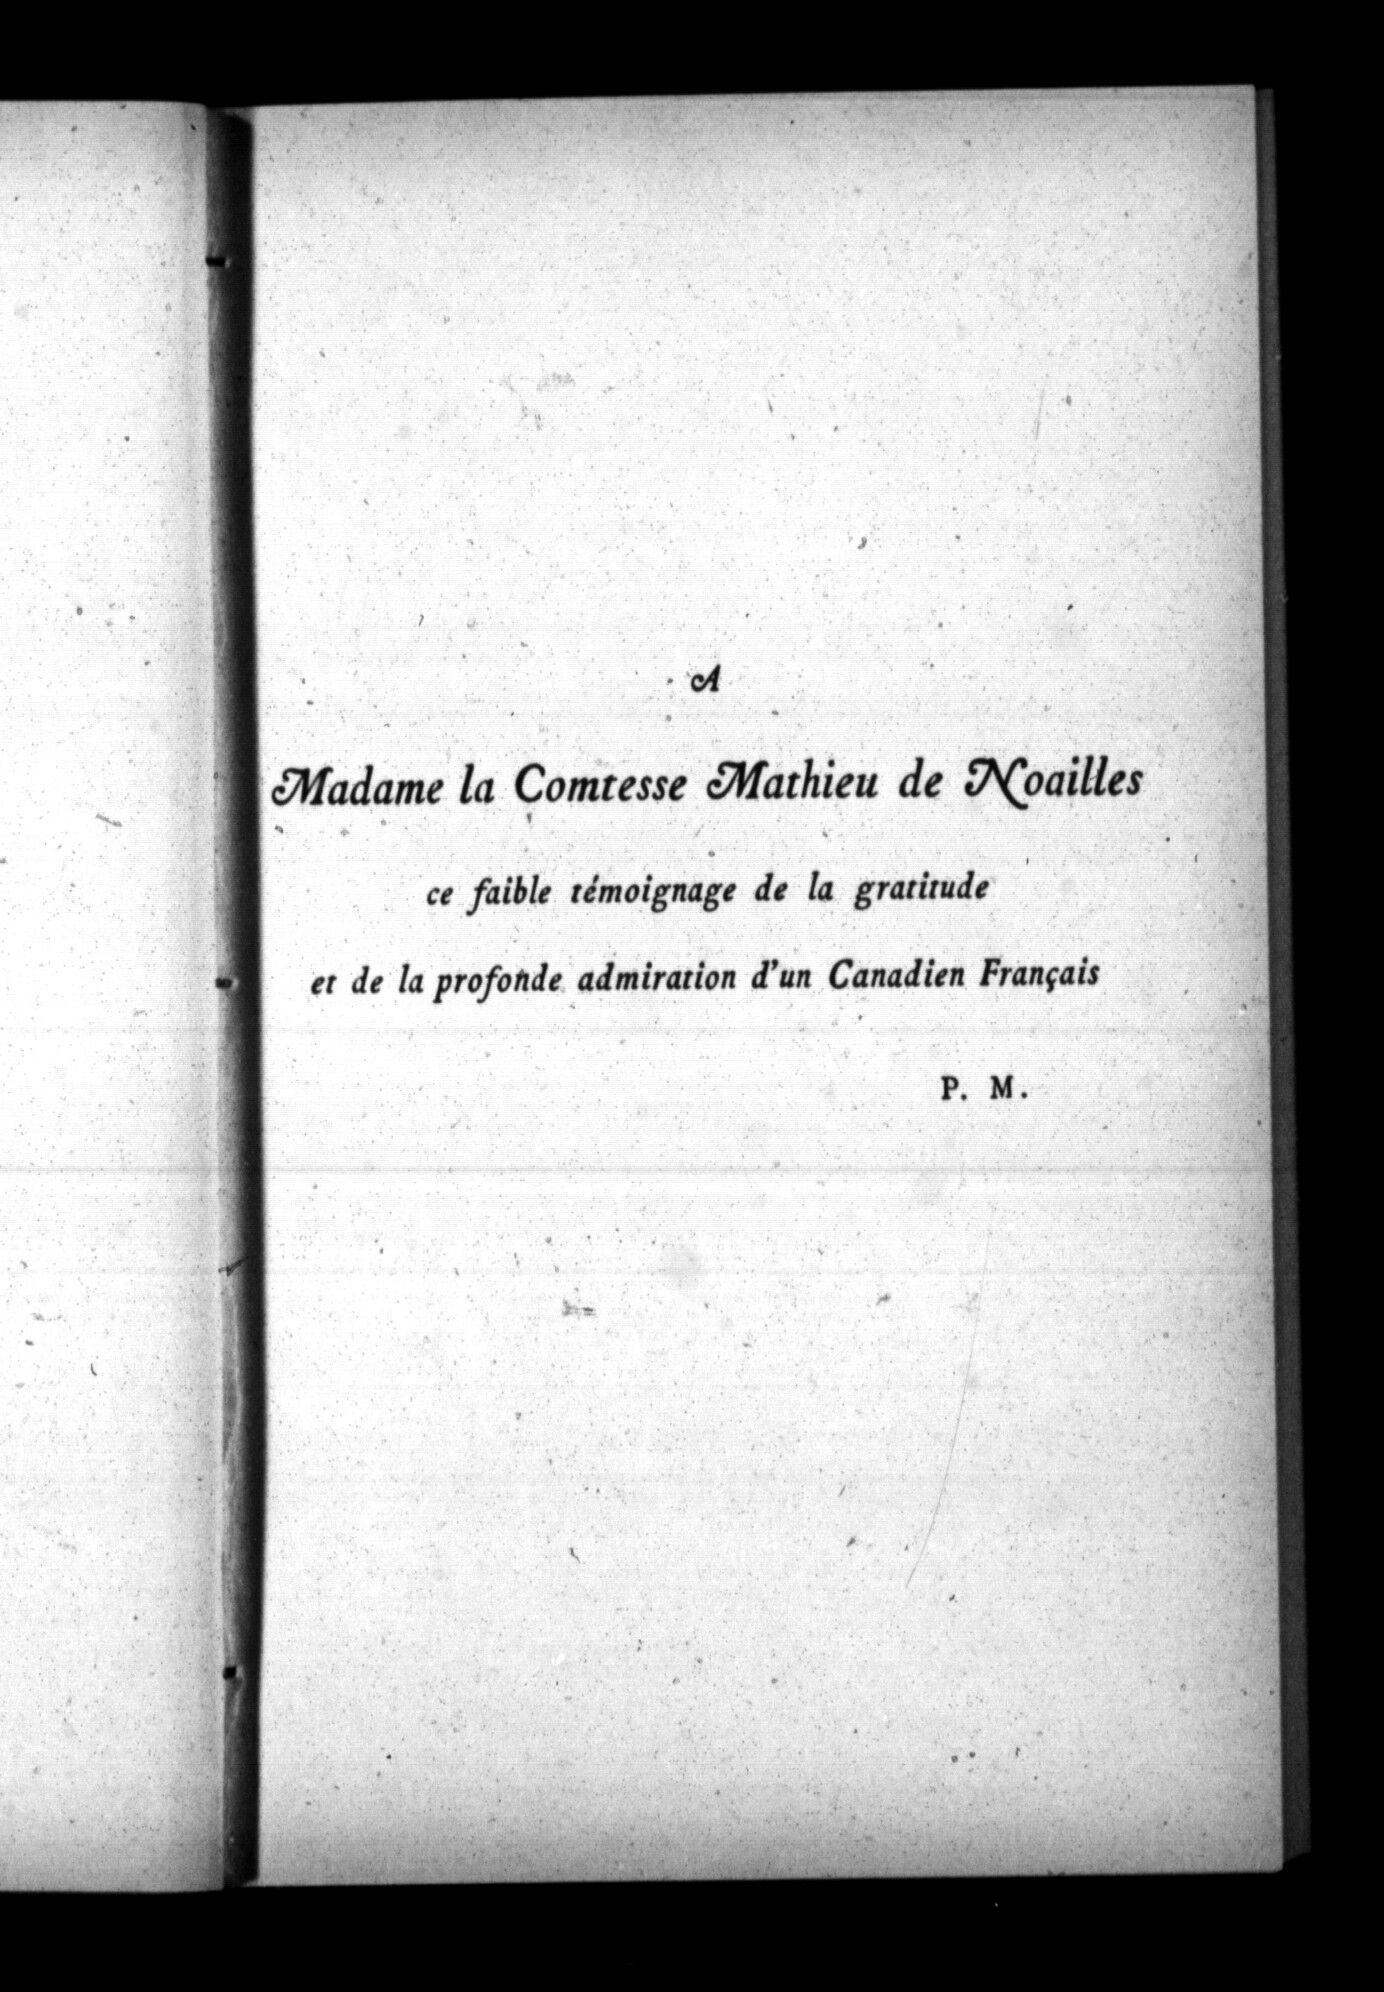 A
Madame la Comtesse Mathieu de Noailles
ce faible témoignage de la gratitude
et de la profonde admiration d'un Canadien Français
P. M.